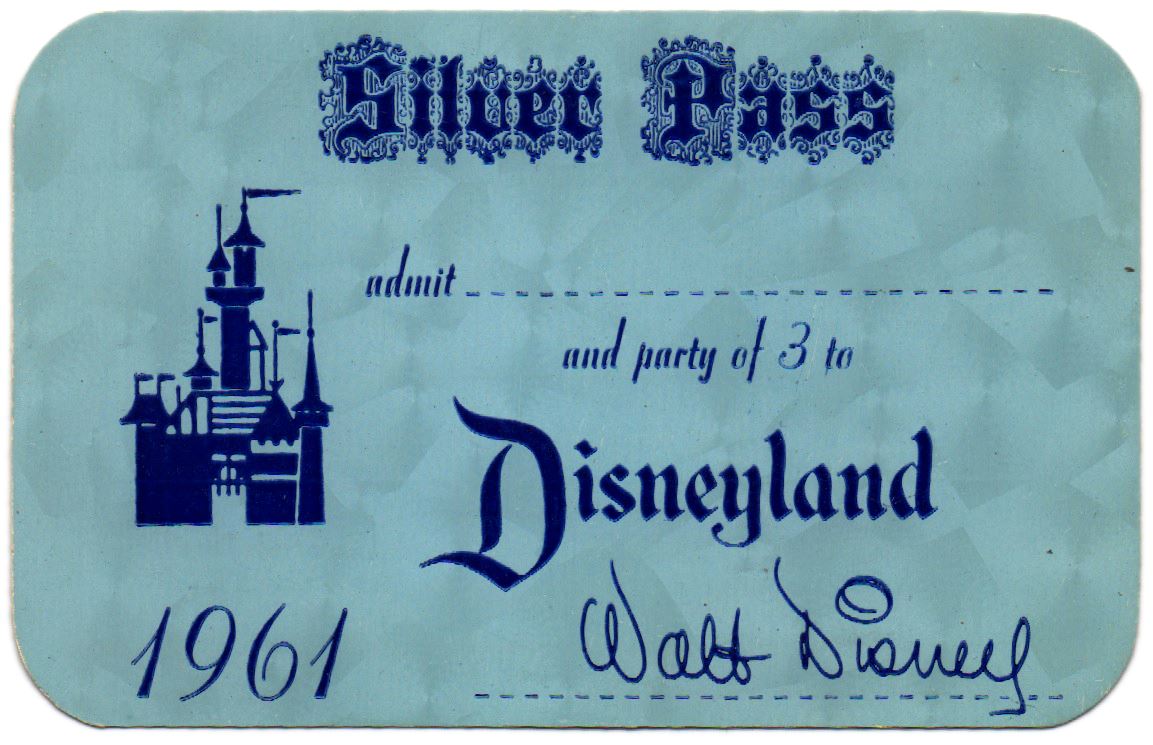 Silver Pass
admit
and party of 3 to
Disneyland
1961
Walt Disney